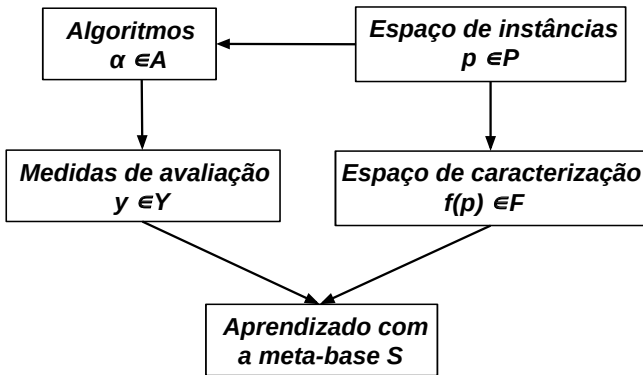 Algoritmos
α ∈A
Espaço de instâncias
p ∈P
Medidas de avaliação
y ∈Y
Espaço de caracterização
f(p) ∈F
Aprendizado com
a meta-base S